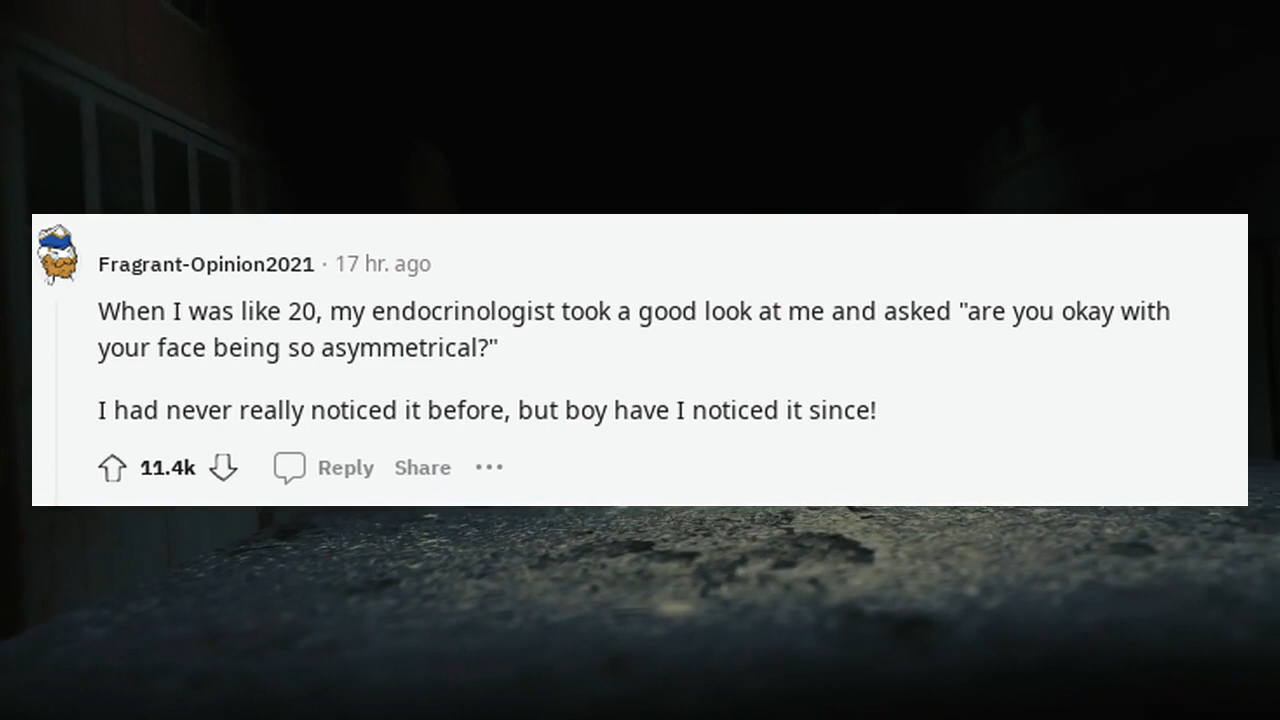 Fragrant-Opinion2021 · 17 hr. ago
When I was like 20, my endocrinologist took a good look at me and asked "are you okay with
your face being so asymmetrical?"
I had never really noticed it before, but boy have I noticed it since!
11.4k Reply Share ···